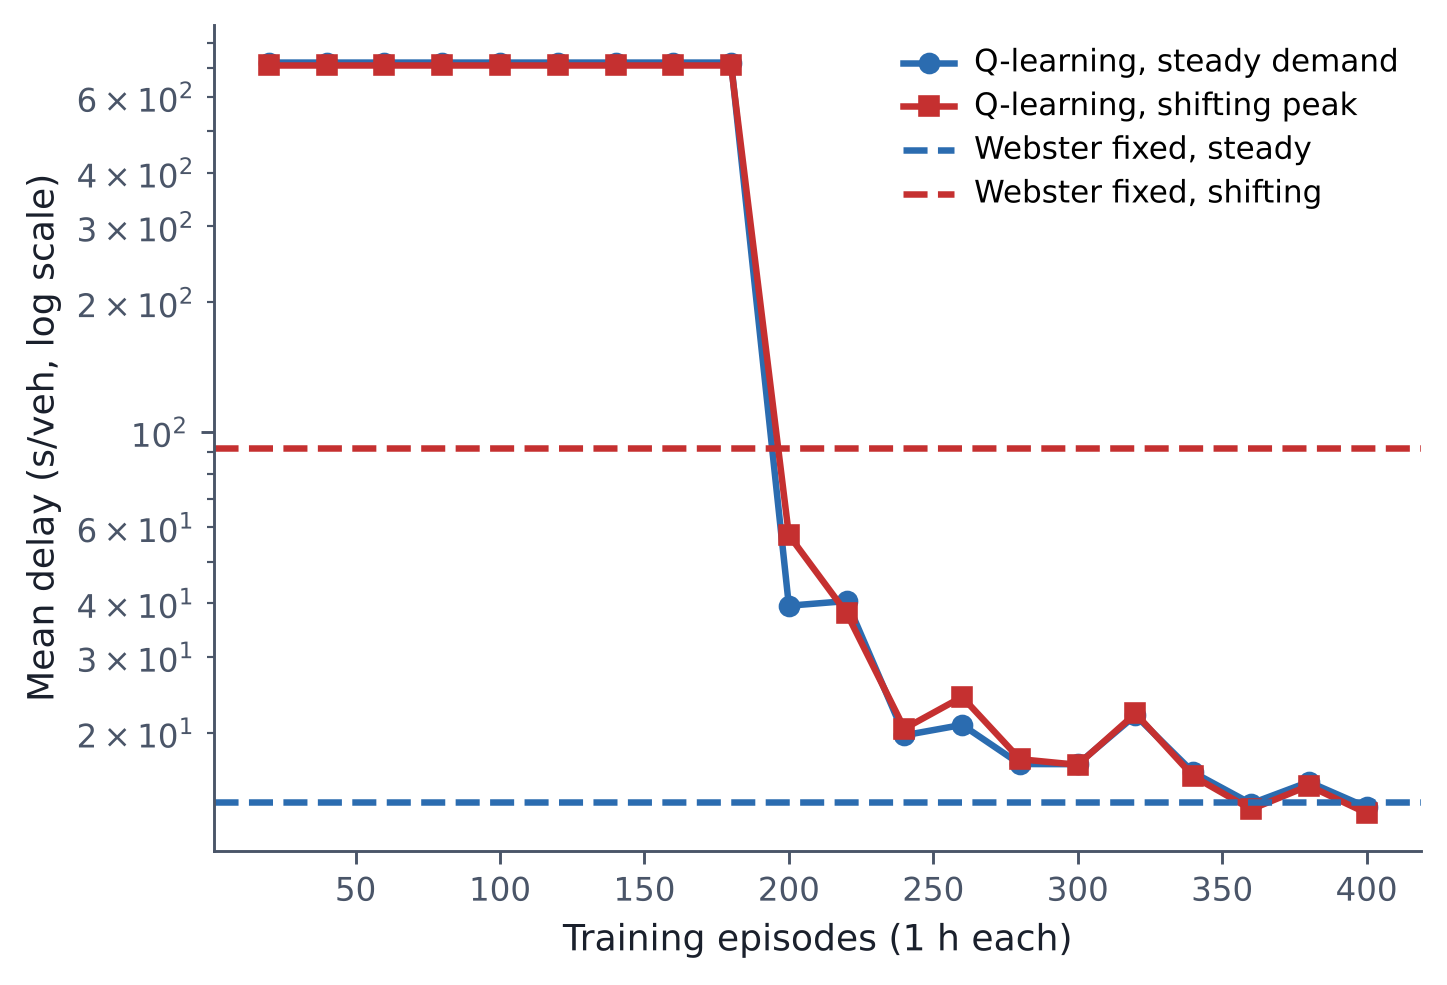 Q-learning, steady demand
Q-learning, shifting peak
Webster fixed, steady
Webster fixed, shifting
Mean delay (s/veh, log scale)
6 × 10²
4 × 10²
3 × 10²
2 × 10²
10²
6 × 10¹
4 × 10¹
3 × 10¹
2 × 10¹
50 100 150 200 250 300 350 400
Training episodes (1 h each)